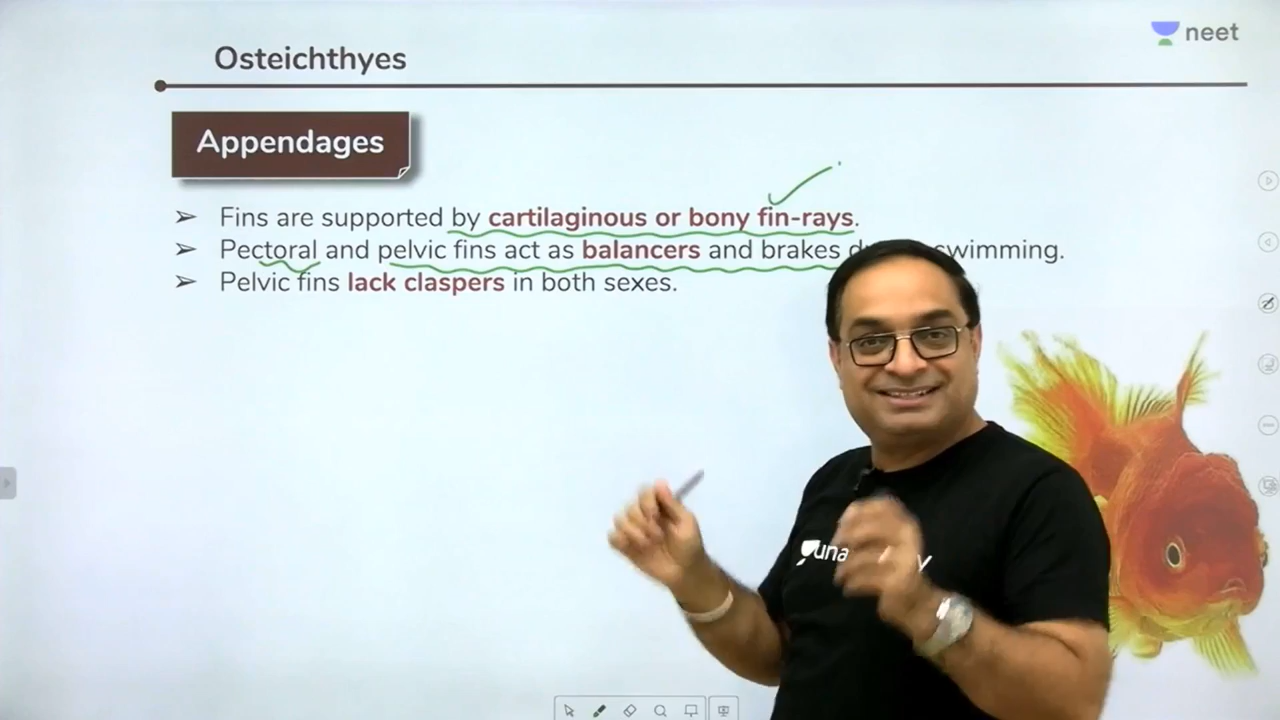 neet
Osteichthyes
Appendages
➢ Fins are supported by cartilaginous or bony fin-rays.
➢ Pectoral and pelvic fins act as balancers and brakes swimming.
➢ Pelvic fins lack claspers in both sexes.
una y